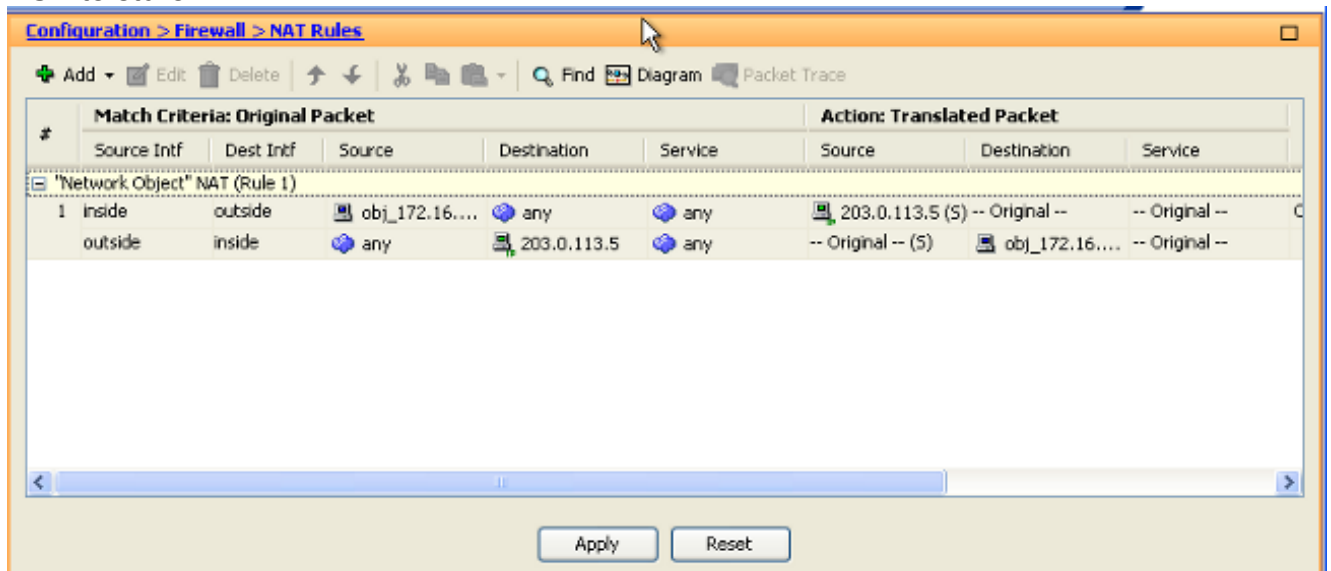 Configuration > Firewall > NAT Rules
Add Edit Delete Find Diagram Packet Trace
# Match Criteria: Original Packet Action: Translated Packet
Source Intf Dest Intf Source Destination Service Source Destination Service
"Network Object" NAT (Rule 1)
1 inside outside obj_172.16.... any any 203.0.113.5 (S) -- Original -- -- Original --
outside inside any 203.0.113.5 any -- Original -- (S) obj_172.16.... -- Original --
Apply Reset